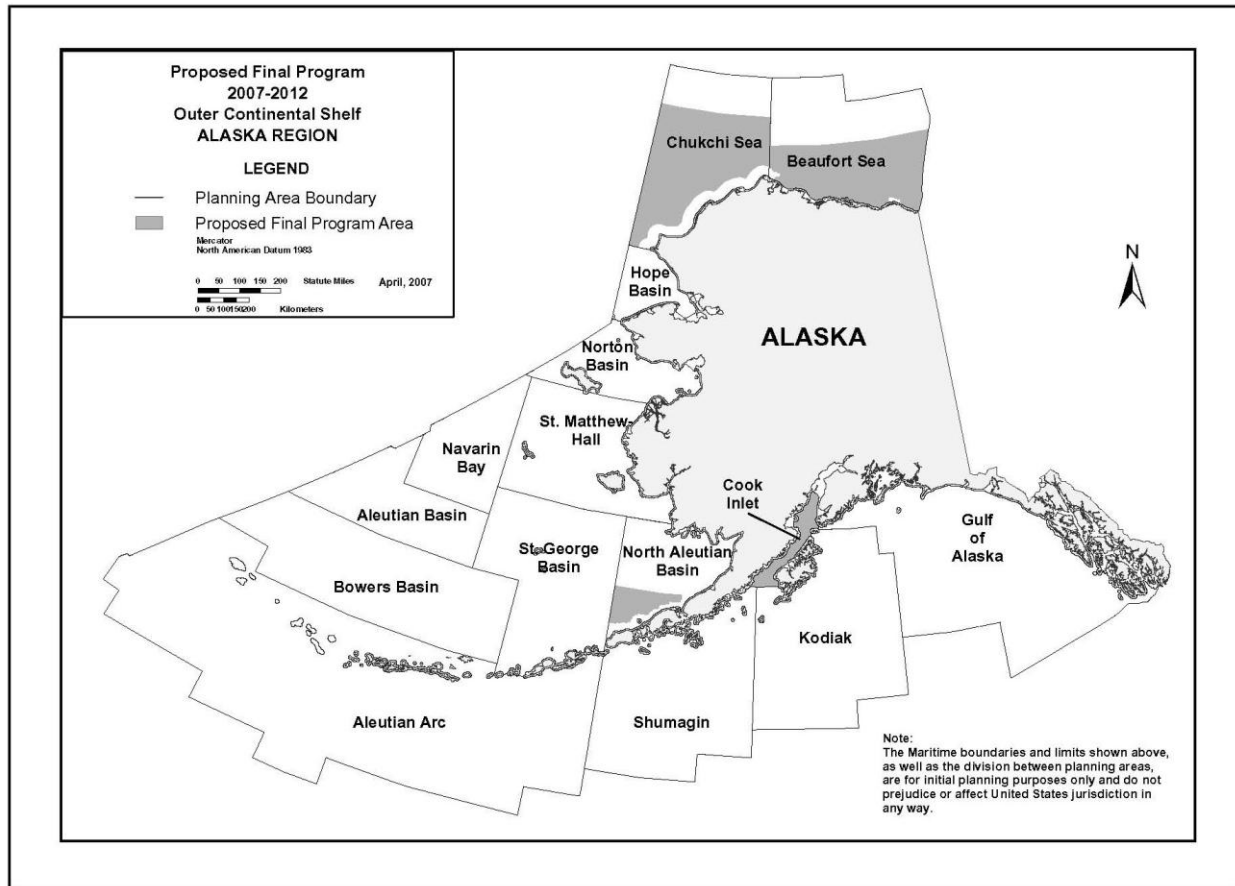 Proposed Final Program
2007-2012
Outer Continental Shelf
ALASKA REGION
LEGEND
Planning Area Boundary
Proposed Final Program Area
Mercator
North American Datum 1983
0 50 100 150 200 Statute Miles April, 2007
0 50 100150200 Kilometers
Chukchi Sea
Beaufort Sea
N
Hope
Basin
ALASKA
Norton
Basin
St. Matthew-
Hall
Navarin
Bay
Cook
Inlet
Aleutian Basin
Gulf
of
Alaska
St. George
Basin
North Aleutian
Basin
Bowers Basin
Kodiak
Aleutian Arc
Shumagin
Note:
The Maritime boundaries and limits shown above,
as well as the division between planning areas,
are for initial planning purposes only and do not
prejudice or affect United States jurisdiction in
any way.